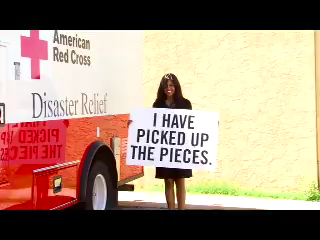 American
Red Cross
Disaster Relief
I HAVE
PICKED UP
THE PIECES.